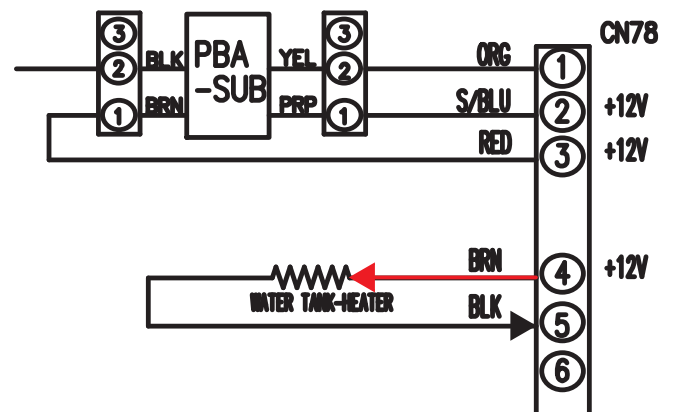 CN78
3 3
2 BLK PBA YEL 2 ORG 1
1 BRN -SUB PRP 1 S/BLU 2 +12V
RED 3 +12V
BRN 4 +12V
WATER TANK-HEATER
BLK 5
6